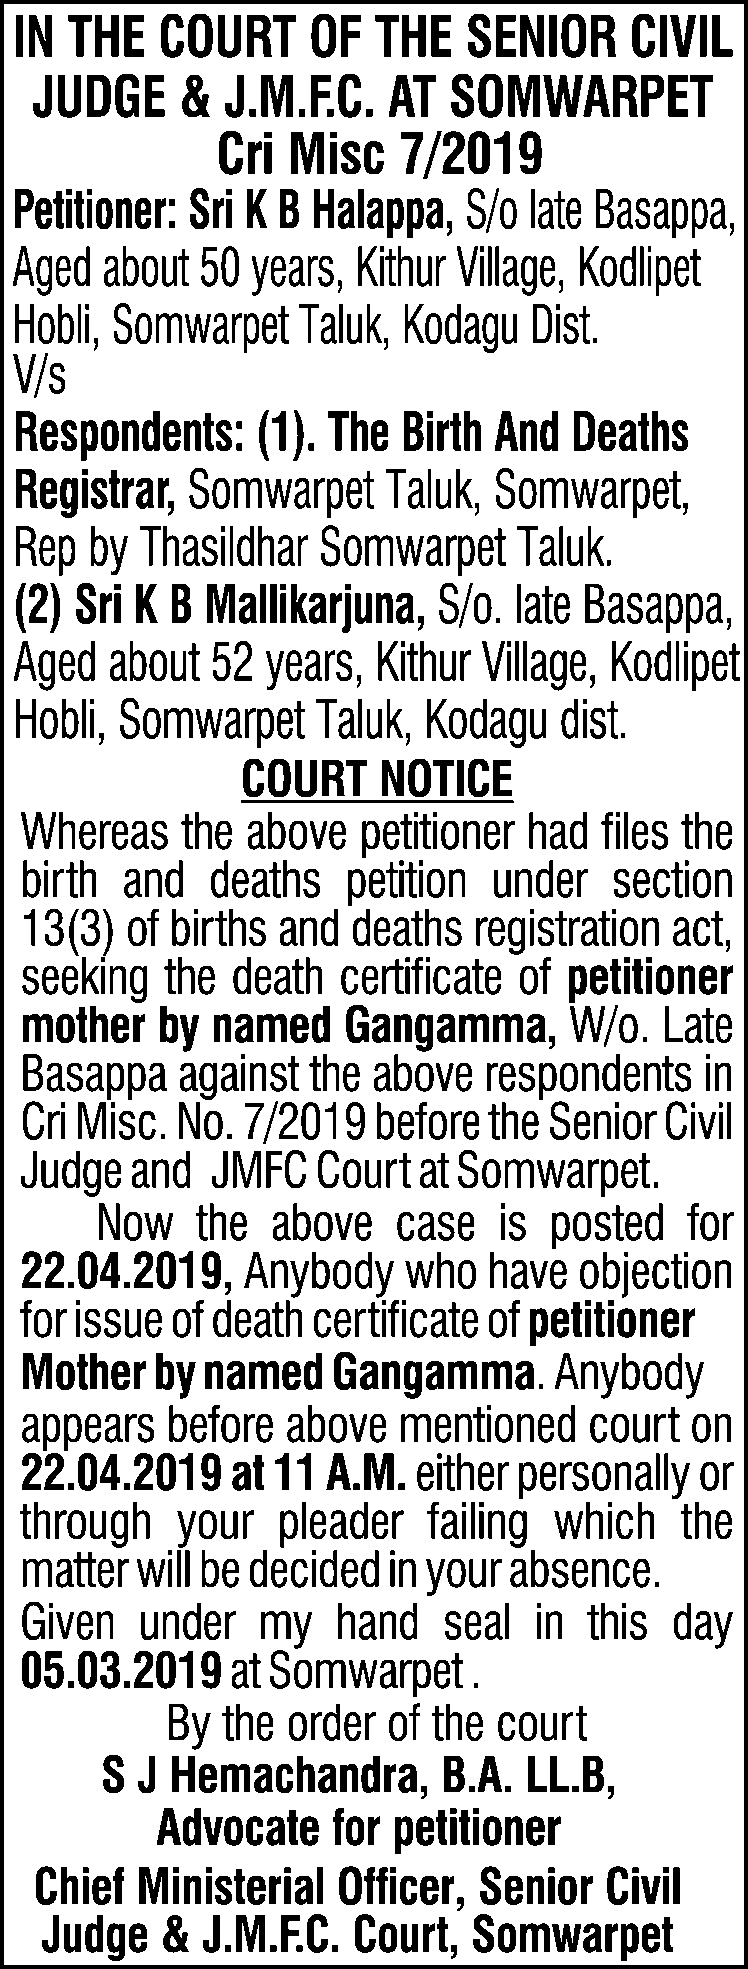 IN THE COURT OF THE SENIOR CIVIL
JUDGE & J.M.F.C. AT SOMWARPET
Cri Misc 7/2019
Petitioner: Sri K B Halappa, S/o late Basappa,
Aged about 50 years, Kithur Village, Kodlipet
Hobli, Somwarpet Taluk, Kodagu Dist.
V/s
Respondents: (1). The Birth And Deaths
Registrar, Somwarpet Taluk, Somwarpet,
Rep by Thasildhar Somwarpet Taluk.
(2) Sri K B Mallikarjuna, S/o. late Basappa,
Aged about 52 years, Kithur Village, Kodlipet
Hobli, Somwarpet Taluk, Kodagu dist.
COURT NOTICE
Whereas the above petitioner had files the
birth and deaths petition under section
13(3) of births and deaths registration act,
seeking the death certificate of petitioner
mother by named Gangamma, W/o. Late
Basappa against the above respondents in
Cri Misc. No. 7/2019 before the Senior Civil
Judge and JMFC Court at Somwarpet.
Now the above case is posted for
22.04.2019, Anybody who have objection
for issue of death certificate of petitioner
Mother by named Gangamma. Anybody
appears before above mentioned court on
22.04.2019 at 11 A.M. either personally or
through your pleader failing which the
matter will be decided in your absence.
Given under my hand seal in this day
05.03.2019 at Somwarpet .
By the order of the court
S J Hemachandra, B.A. LL.B,
Advocate for petitioner
Chief Ministerial Officer, Senior Civil
Judge & J.M.F.C. Court, Somwarpet